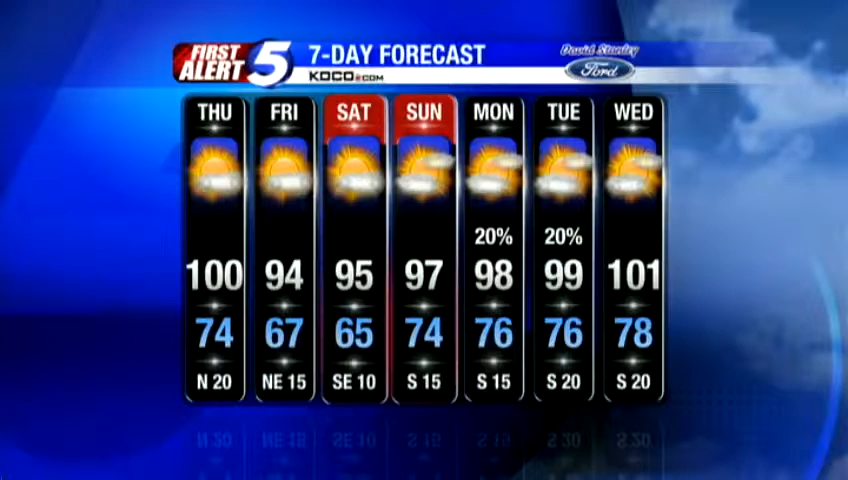 FIRST ALERT 5
7-DAY FORECAST
KOCO.COM
David Stanley
Ford
THU FRI SAT SUN MON TUE WED
20% 20%
100 94 95 97 98 99 101
74 67 65 74 76 76 78
N 20 NE 15 SE 10 S 15 S 15 S 20 S 20